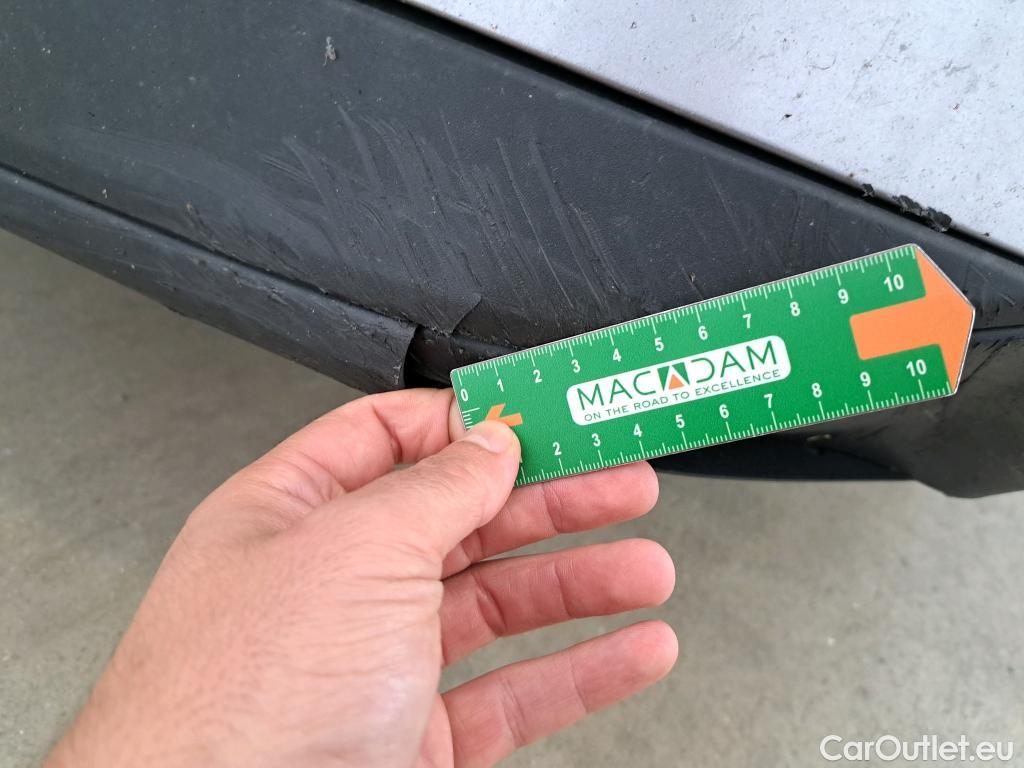 0 1 2 3 4 5 6 7 8 9 10
MACADAM
ON THE ROAD TO EXCELLENCE
2 3 4 5 6 7 8 9 10
CarOutlet.eu